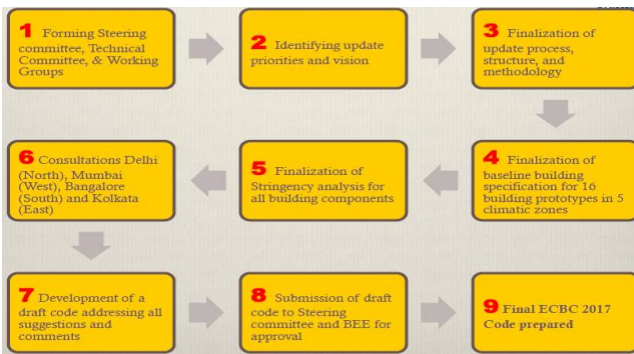 1 Forming Steering
committee, Technical
Committee, & Working
Groups
2 Identifying update
priorities and vision
3 Finalization of
update process,
structure, and
methodology
4 Finalization of
baseline building
specification for 16
building prototypes in 5
climatic zones
5 Finalization of
Stringency analysis for
all building components
6 Consultations Delhi
(North), Mumbai
(West), Bangalore
(South) and Kolkata
(East)
7 Development of a
draft code addressing all
suggestions and
comments
8 Submission of draft
code to Steering
committee and BEE for
approval
9 Final ECBC 2017
Code prepared